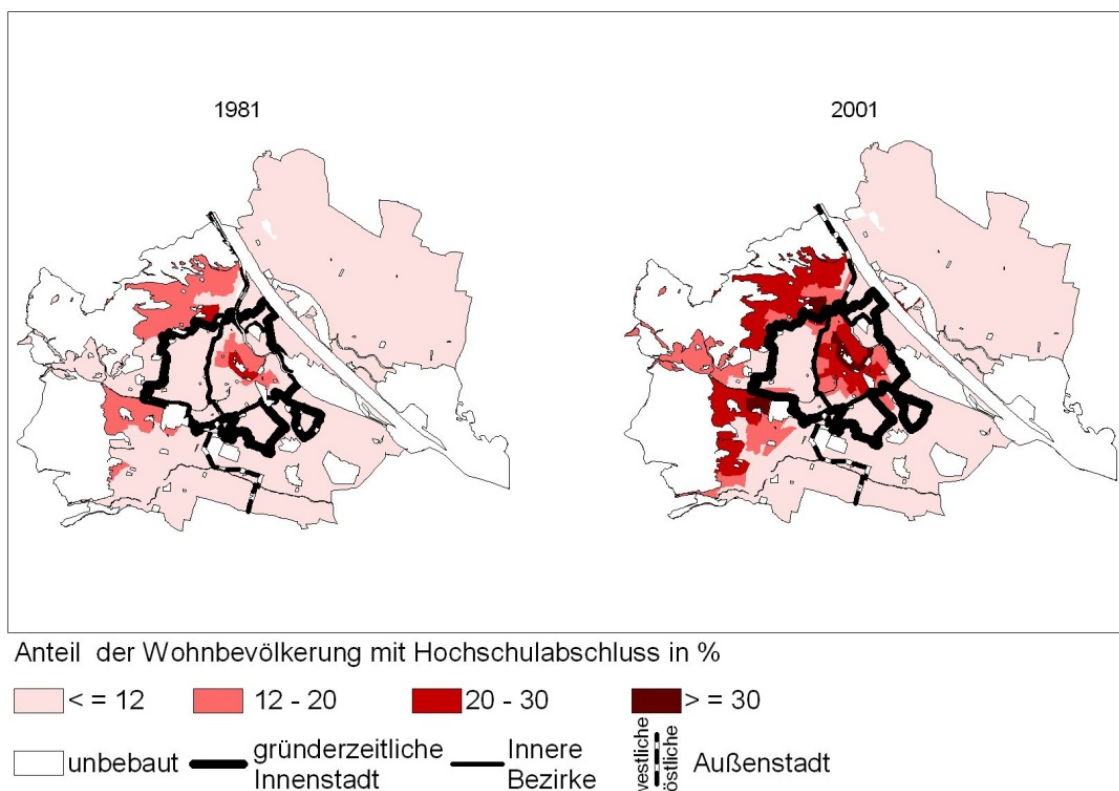 1981
2001
Anteil der Wohnbevölkerung mit Hochschulabschluss in %
< = 12
12 - 20
20 - 30
> = 30
unbebaut
gründerzeitliche
Innenstadt
Innere
Bezirke
westliche
östliche
Außenstadt